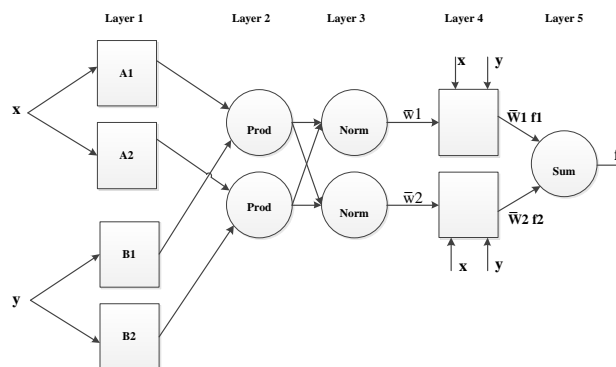 Layer 1 Layer 2 Layer 3 Layer 4 Layer 5
x y
A1
w̅1
W̅1 f1
x
Prod Norm
A2
Sum
f
w̅2
Prod Norm
W̅2 f2
B1
x y
y
B2